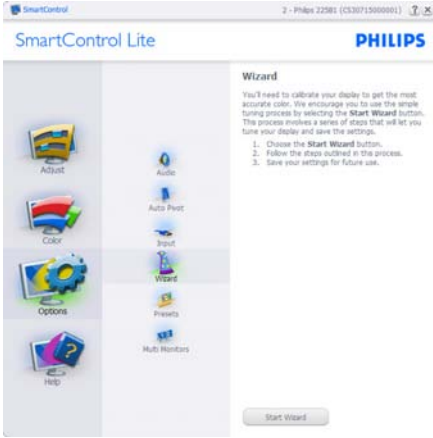 SmartControl
2 - Philips 225B1 (CS30715000001) ? X
SmartControl Lite
PHILIPS
Wizard
You'll need to calibrate your display to get the most
accurate color. We encourage you to use the simple
tuning process by selecting the Start Wizard button.
This process involves a series of steps that will let you
tune your display and save the settings.
1. Choose the Start Wizard button.
2. Follow the steps outlined in the process.
3. Save your settings for future use.
Adjust
Color
Options
Help
Audio
Auto Pivot
Input
Wizard
Presets
Multi Monitors
Start Wizard